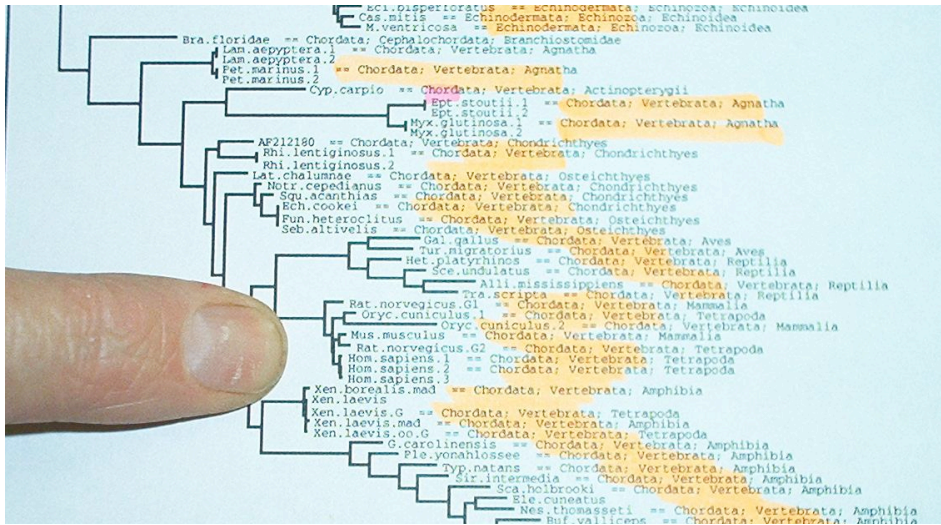 Eci.bisperforatus == Echinodermata; Echinozoa; Echinoidea
Cas.mitis == Echinodermata; Echinozoa; Echinoidea
M.ventricosa == Echinodermata; Echinozoa; Echinoidea
Bra.floridae == Chordata; Cephalochordata; Branchiostomidae
Lam.aepyptera.1 == Chordata; Vertebrata; Agnatha
Lam.aepyptera.2
Pet.marinus.1 == Chordata; Vertebrata; Agnatha
Pet.marinus.2
Cyp.carpio == Chordata; Vertebrata; Actinopterygii
Ept.stoutii.1 == Chordata; Vertebrata; Agnatha
Ept.stoutii.2
Myx.glutinosa.1 == Chordata; Vertebrata; Agnatha
Myx.glutinosa.2
AF212180 == Chordata; Vertebrata; Chondrichthyes
Rhi.lentiginosus.1 == Chordata; Vertebrata; Chondrichthyes
Rhi.lentiginosus.2
Lat.chalumnae == Chordata; Vertebrata; Osteichthyes
Notr.cepedianus == Chordata; Vertebrata; Chondrichthyes
Squ.acanthias == Chordata; Vertebrata; Chondrichthyes
Ech.cookei == Chordata; Vertebrata; Chondrichthyes
Fun.heteroclitus == Chordata; Vertebrata; Osteichthyes
Seb.altivelis == Chordata; Vertebrata; Osteichthyes
Gal.gallus == Chordata; Vertebrata; Aves
Tur.migratorius == Chordata; Vertebrata; Aves
Het.platyrhinos == Chordata; Vertebrata; Reptilia
Sce.undulatus == Chordata; Vertebrata; Reptilia
Alli.mississippiens == Chordata; Vertebrata; Reptilia
Tra.scripta == Chordata; Vertebrata; Reptilia
Rat.norvegicus.G1 == Chordata; Vertebrata; Mammalia
Oryc.cuniculus.1 == Chordata; Vertebrata; Tetrapoda
Oryc.cuniculus.2 == Chordata; Vertebrata; Mammalia
Mus.musculus == Chordata; Vertebrata; Mammalia
Rat.norvegicus.G2 == Chordata; Vertebrata; Tetrapoda
Hom.sapiens.1 == Chordata; Vertebrata; Tetrapoda
Hom.sapiens.2 == Chordata; Vertebrata; Tetrapoda
Hom.sapiens.3
Xen.borealis.mad == Chordata; Vertebrata; Amphibia
Xen.laevis
Xen.laevis.G == Chordata; Vertebrata; Tetrapoda
Xen.laevis.mad == Chordata; Vertebrata; Amphibia
Xen.laevis.oo.G == Chordata; Vertebrata; Tetrapoda
G.carolinensis == Chordata; Vertebrata; Amphibia
Ple.yonahlossee == Chordata; Vertebrata; Amphibia
Typ.natans == Chordata; Vertebrata; Amphibia
Sir.intermedia == Chordata; Vertebrata; Amphibia
Sca.holbrooki == Chordata; Vertebrata; Amphibia
Ele.cuneatus
Nes.thomasseti == Chordata; Vertebrata; Amphibia
Buf.valliceps == Chordata; Vertebrata; Amphibia